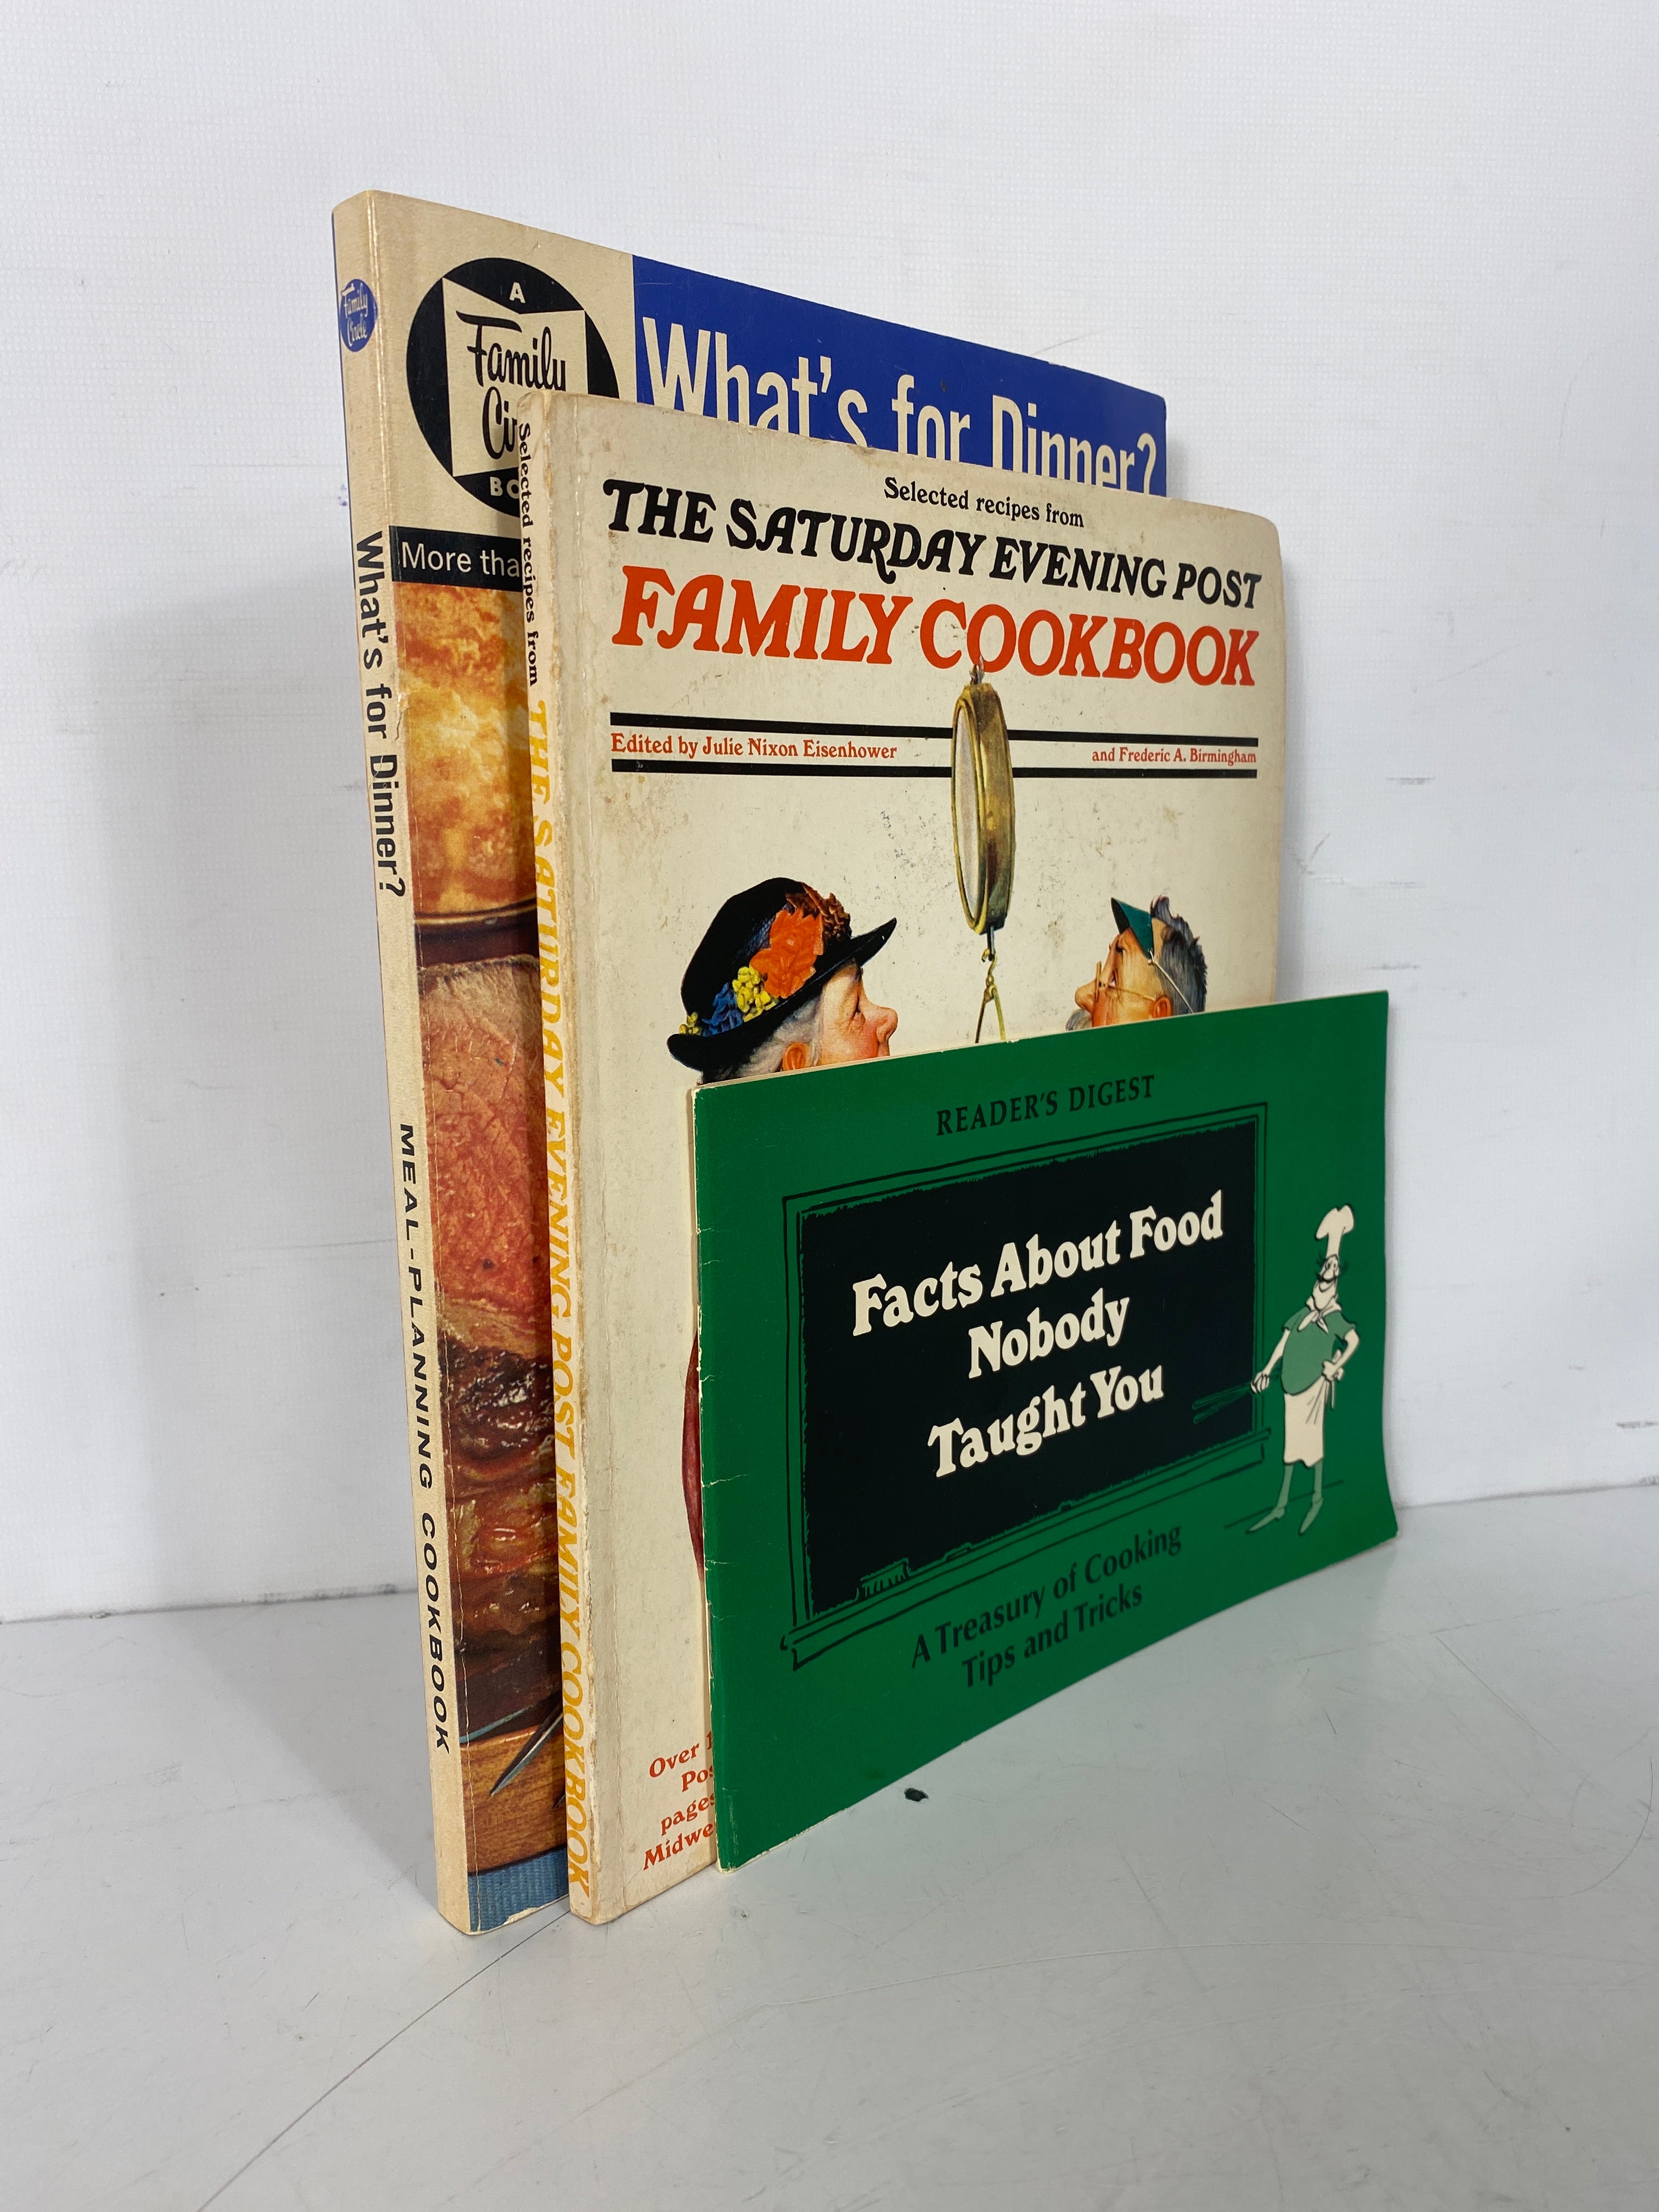 Family
Circle
What's for Dinner?
MEAL-PLANNING COOKBOOK
A
Family
BO
What's for Dinner?
More tha
Selected recipes from
THE SATURDAY EVENING POST FAMILY COOKBOOK
Selected recipes from
THE SATURDAY EVENING POST
FAMILY COOKBOOK
Edited by Julie Nixon Eisenhower and Frederic A. Birmingham
Over 1
Pos
pages
Midwe
READER'S DIGEST
Facts About Food
Nobody
Taught You
A Treasury of Cooking
Tips and Tricks